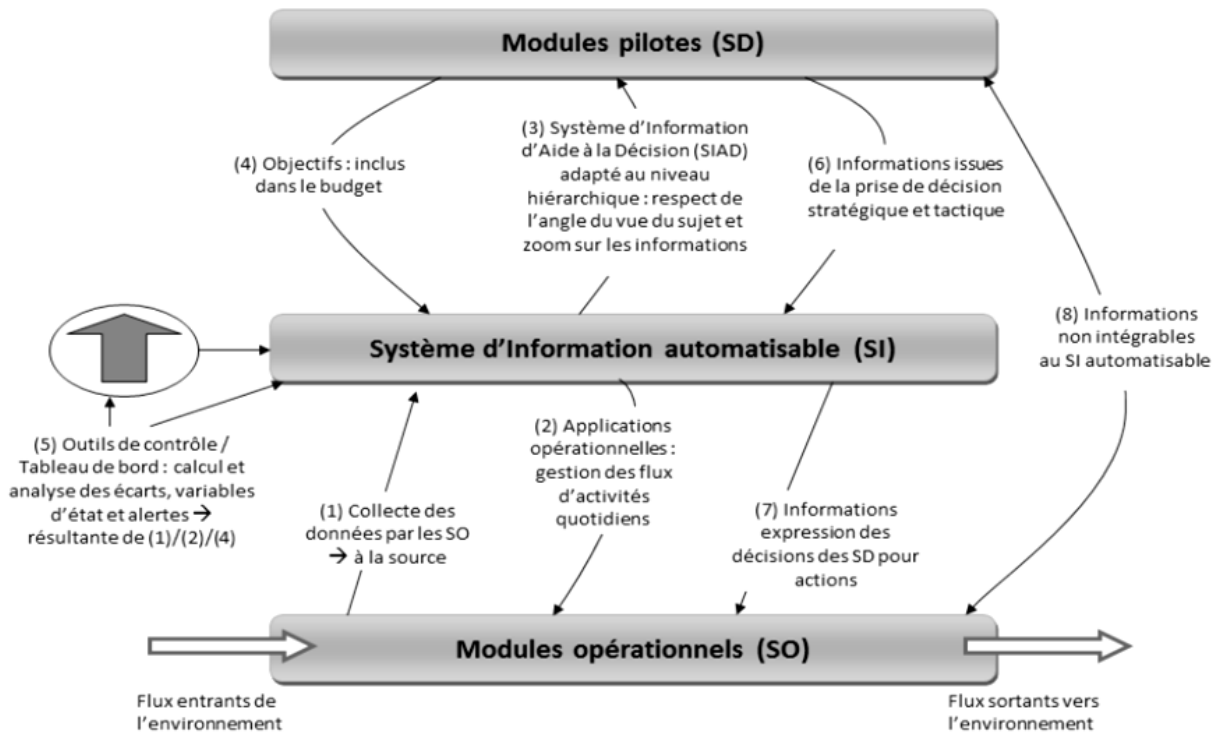 Modules pilotes (SD)
(4) Objectifs : inclus
dans le budget
(3) Système d'Information
d'Aide à la Décision (SIAD)
adapté au niveau
hiérarchique : respect de
l'angle du vue du sujet et
zoom sur les informations
(6) Informations issues
de la prise de décision
stratégique et tactique
(8) Informations
non intégrables
au SI automatisable
Système d'Information automatisable (SI)
(5) Outils de contrôle /
Tableau de bord : calcul et
analyse des écarts, variables
d'état et alertes →
résultante de (1)/(2)/(4)
(1) Collecte des
données par les SO
→ à la source
(2) Applications
opérationnelles :
gestion des flux
d'activités
quotidiens
(7) Informations
expression des
décisions des SD pour
actions
Modules opérationnels (SO)
Flux entrants de
l'environnement
Flux sortants vers
l'environnement